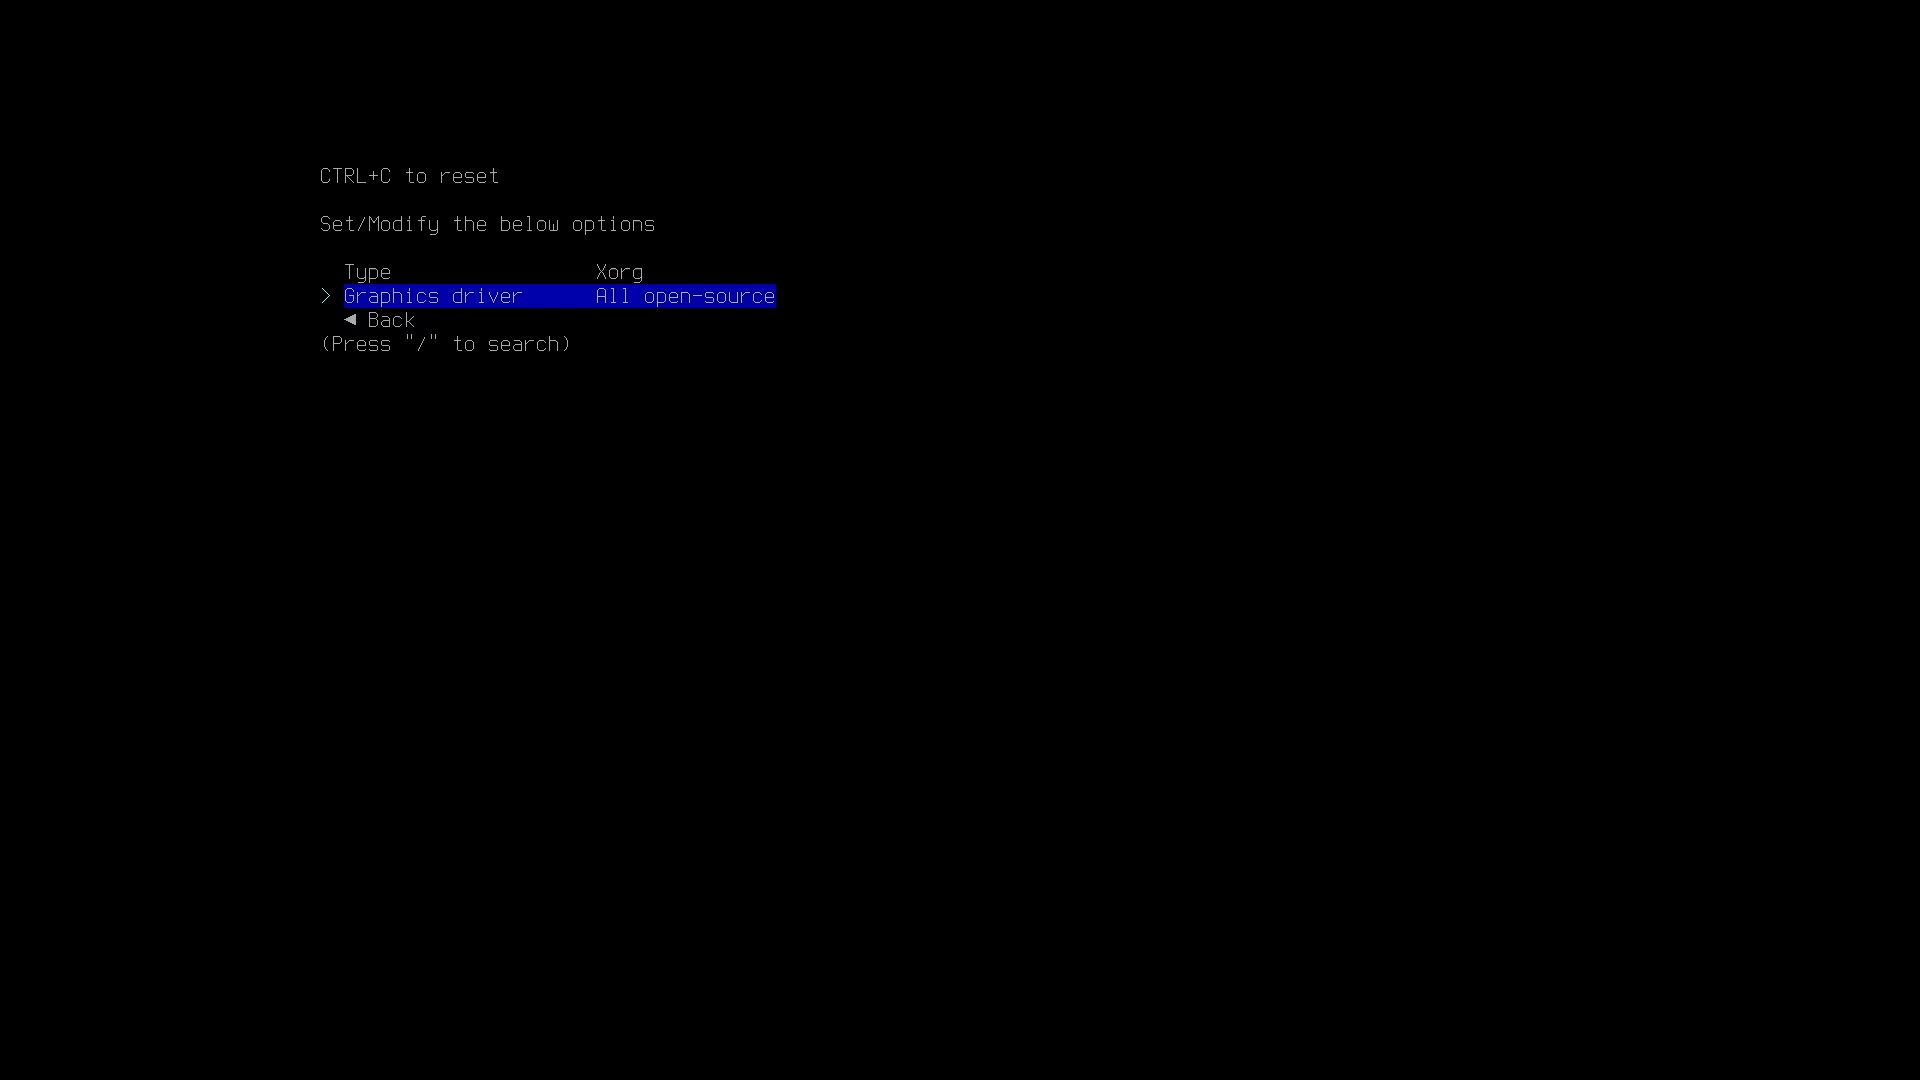 CTRL+C to reset
Set/Modify the below options
Type Xorg
> Graphics driver All open-source
◀ Back
(Press "/" to search)